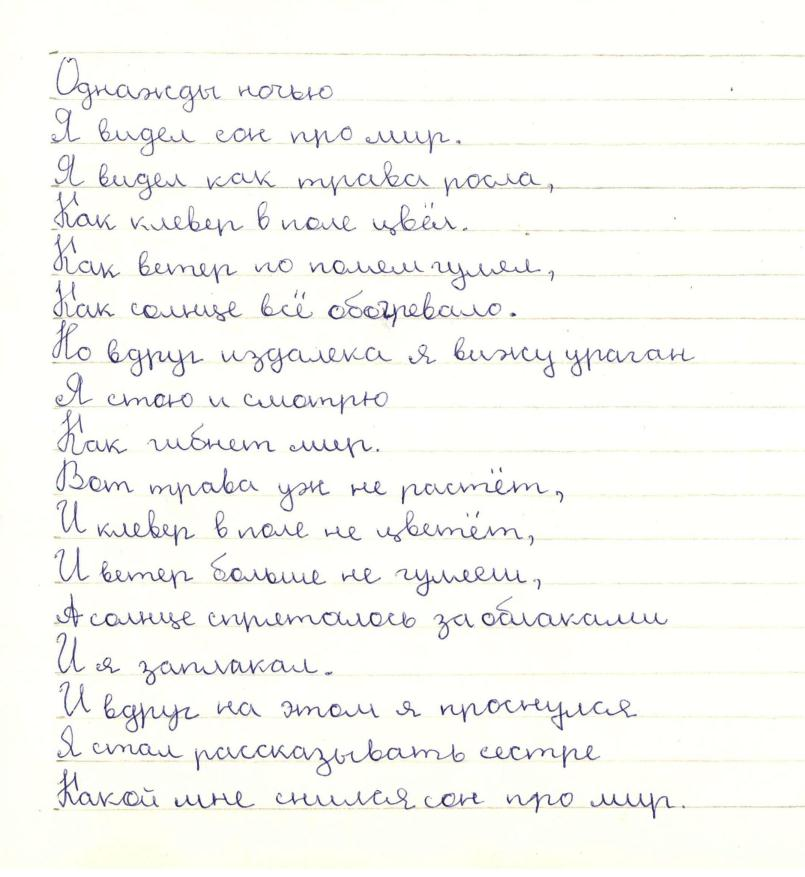 Однажды ночью
Я видел сон про мир.
Я видел как трава росла,
Как клевер в поле цвёл.
Как ветер по полем гулял,
Как солнце всё обогревало.
Но вдруг издалека я вижу ураган
Я стою и смотрю
Как гибнет мир.
Вот трава уж не растёт,
И клевер в поле не цветёт,
И ветер больше не гуляет,
А солнце спряталось за облаками
И я заплакал.
И вдруг на этом я проснулся
Я стал рассказывать сестре
Какой мне снился сон про мир.